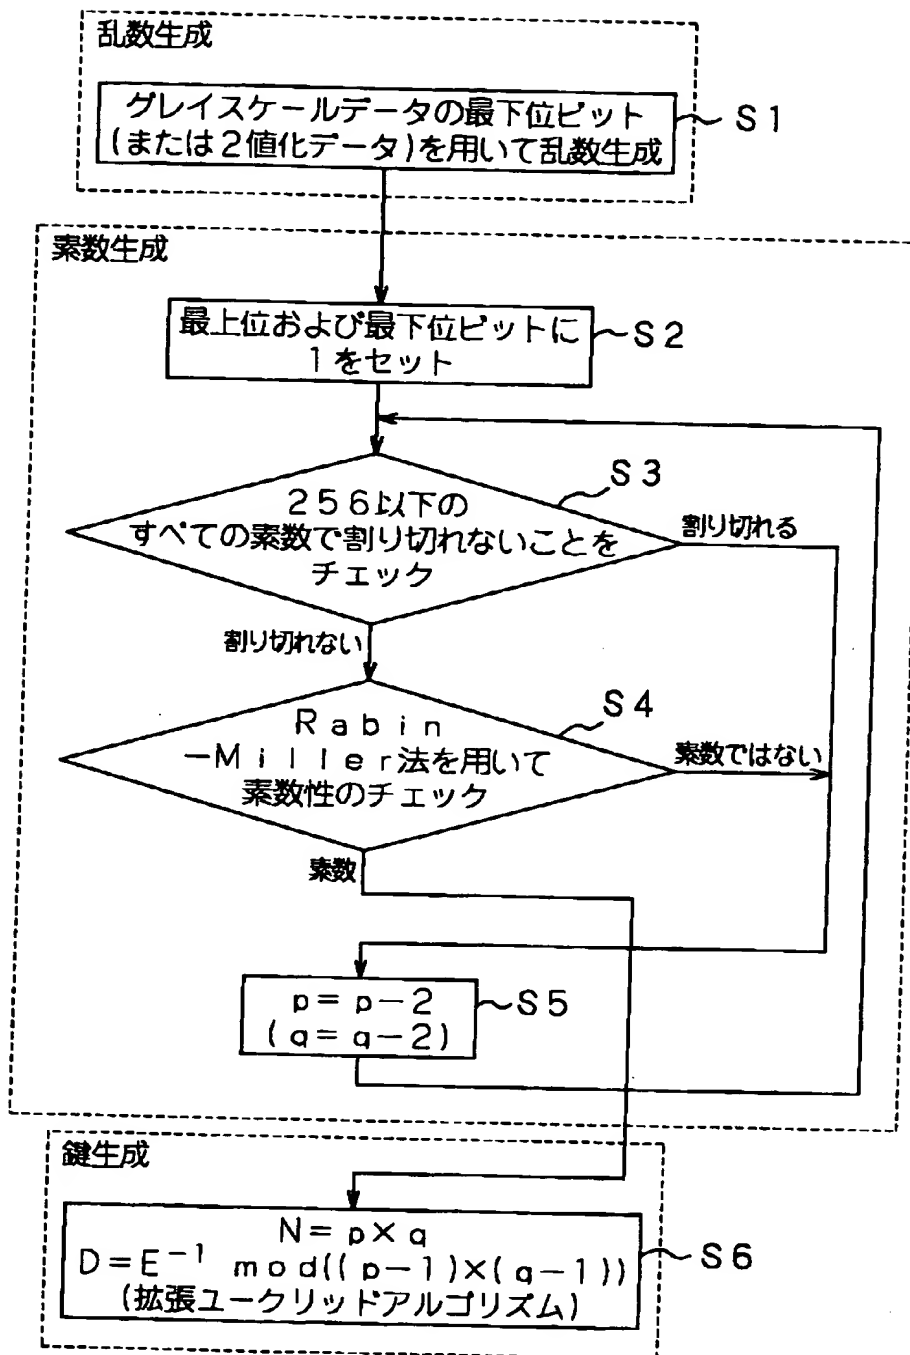 乱数生成
グレイスケールデータの最下位ビット
(または2値化データ)を用いて乱数生成
S1
素数生成
最上位および最下位ビットに
1をセット
S2
S3
256以下の
すべての素数で割り切れないことを
チェック
割り切れる
割り切れない
S4
Rabin
-Miller法を用いて
素数性のチェック
素数ではない
素数
p=p-2
(q=q-2)
S5
鍵生成
N=p×q
D=E⁻¹ mod((p-1)×(q-1))
(拡張ユークリッドアルゴリズム)
S6